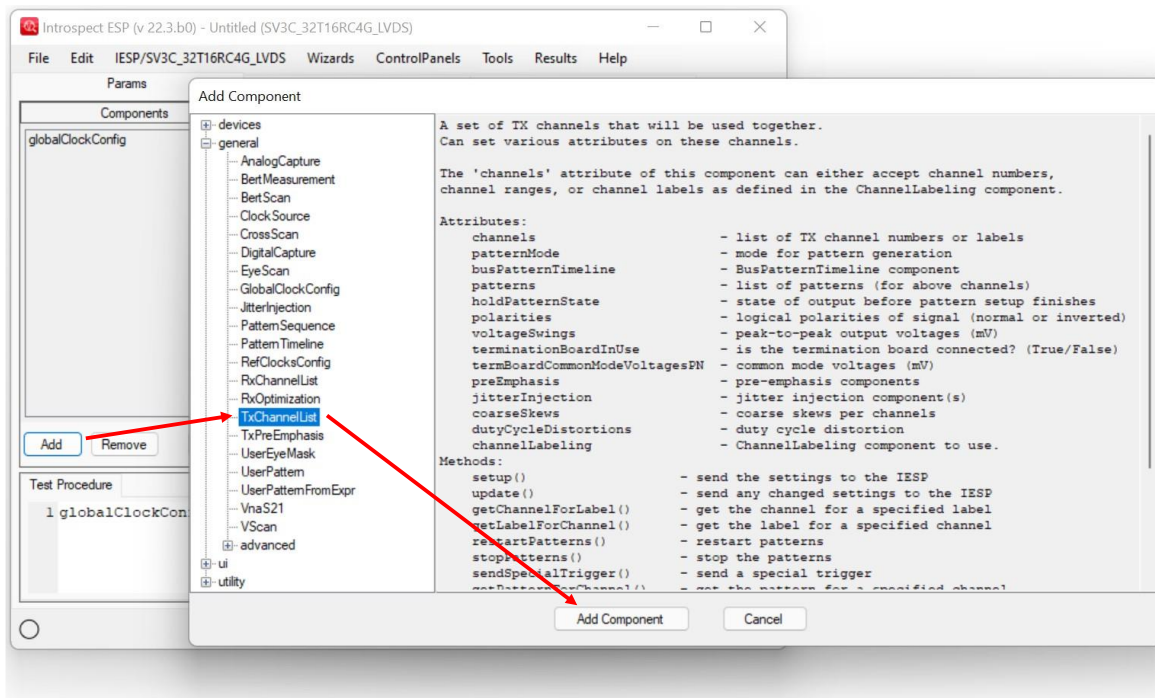 Introspect ESP (v 22.3.b0) - Untitled (SV3C_32T16RC4G_LVDS)
File Edit IESP/SV3C_32T16RC4G_LVDS Wizards ControlPanels Tools Results Help
Params
Components
globalClockConfig
Add Remove
Test Procedure
1 globalClockCon
Add Component
devices
general
AnalogCapture
BertMeasurement
BertScan
ClockSource
CrossScan
DigitalCapture
EyeScan
GlobalClockConfig
JitterInjection
PatternSequence
PatternTimeline
RefClocksConfig
RxChannelList
RxOptimization
TxChannelList
TxPreEmphasis
UserEyeMask
UserPattern
UserPatternFromExpr
VnaS21
VScan
advanced
ui
utility
A set of TX channels that will be used together.
Can set various attributes on these channels.
The 'channels' attribute of this component can either accept channel numbers,
channel ranges, or channel labels as defined in the ChannelLabeling component.
Attributes:
channels - list of TX channel numbers or labels
patternMode - mode for pattern generation
busPatternTimeline - BusPatternTimeline component
patterns - list of patterns (for above channels)
holdPatternState - state of output before pattern setup finishes
polarities - logical polarities of signal (normal or inverted)
voltageSwings - peak-to-peak output voltages (mV)
terminationBoardInUse - is the termination board connected? (True/False)
termBoardCommonModeVoltagesPN - common mode voltages (mV)
preEmphasis - pre-emphasis components
jitterInjection - jitter injection component(s)
coarseSkews - coarse skews per channels
dutyCycleDistortions - duty cycle distortion
channelLabeling - ChannelLabeling component to use.
Methods:
setup() - send the settings to the IESP
update() - send any changed settings to the IESP
getChannelForLabel() - get the channel for a specified label
getLabelForChannel() - get the label for a specified channel
restartPatterns() - restart patterns
stopPatterns() - stop the patterns
sendSpecialTrigger() - send a special trigger
getPatternForChannel() - get the pattern for a specified channel
Add Component Cancel